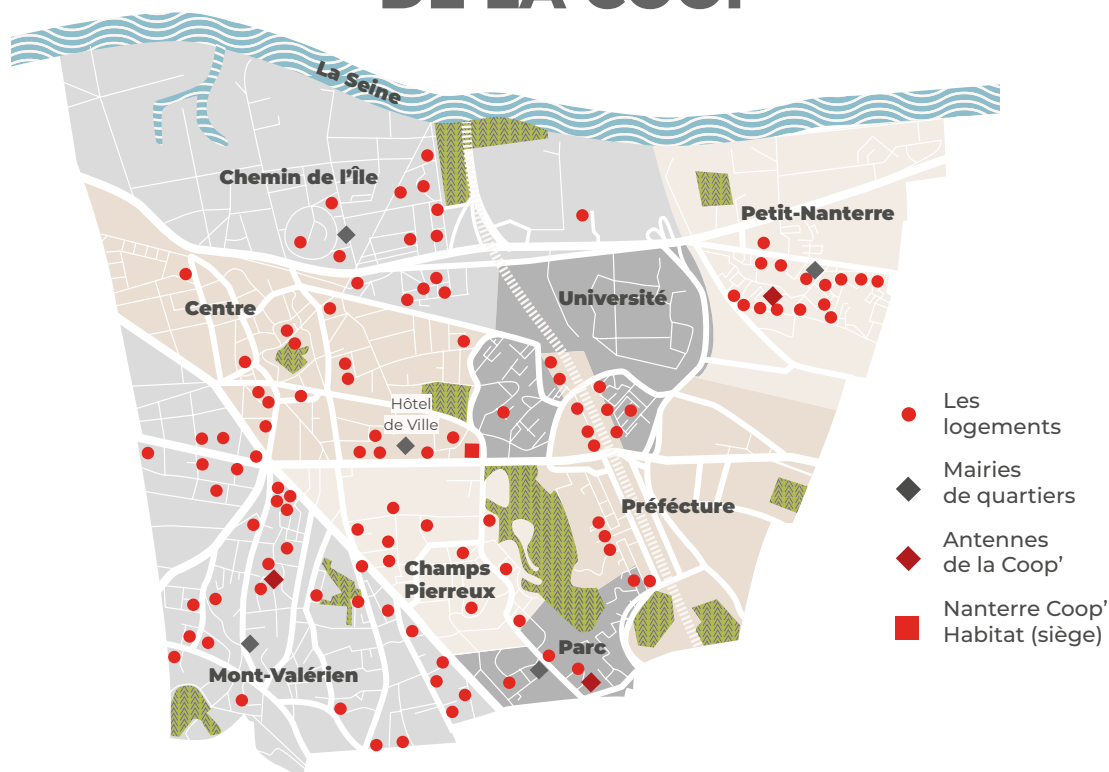 DE LA COOP'
La Seine
Chemin de l'Île
Petit-Nanterre
Université
Centre
Hôtel
de Ville
Préfécture
Champs
Pierreux
Parc
Mont-Valérien
Les
logements
Mairies
de quartiers
Antennes
de la Coop'
Nanterre Coop'
Habitat (siège)